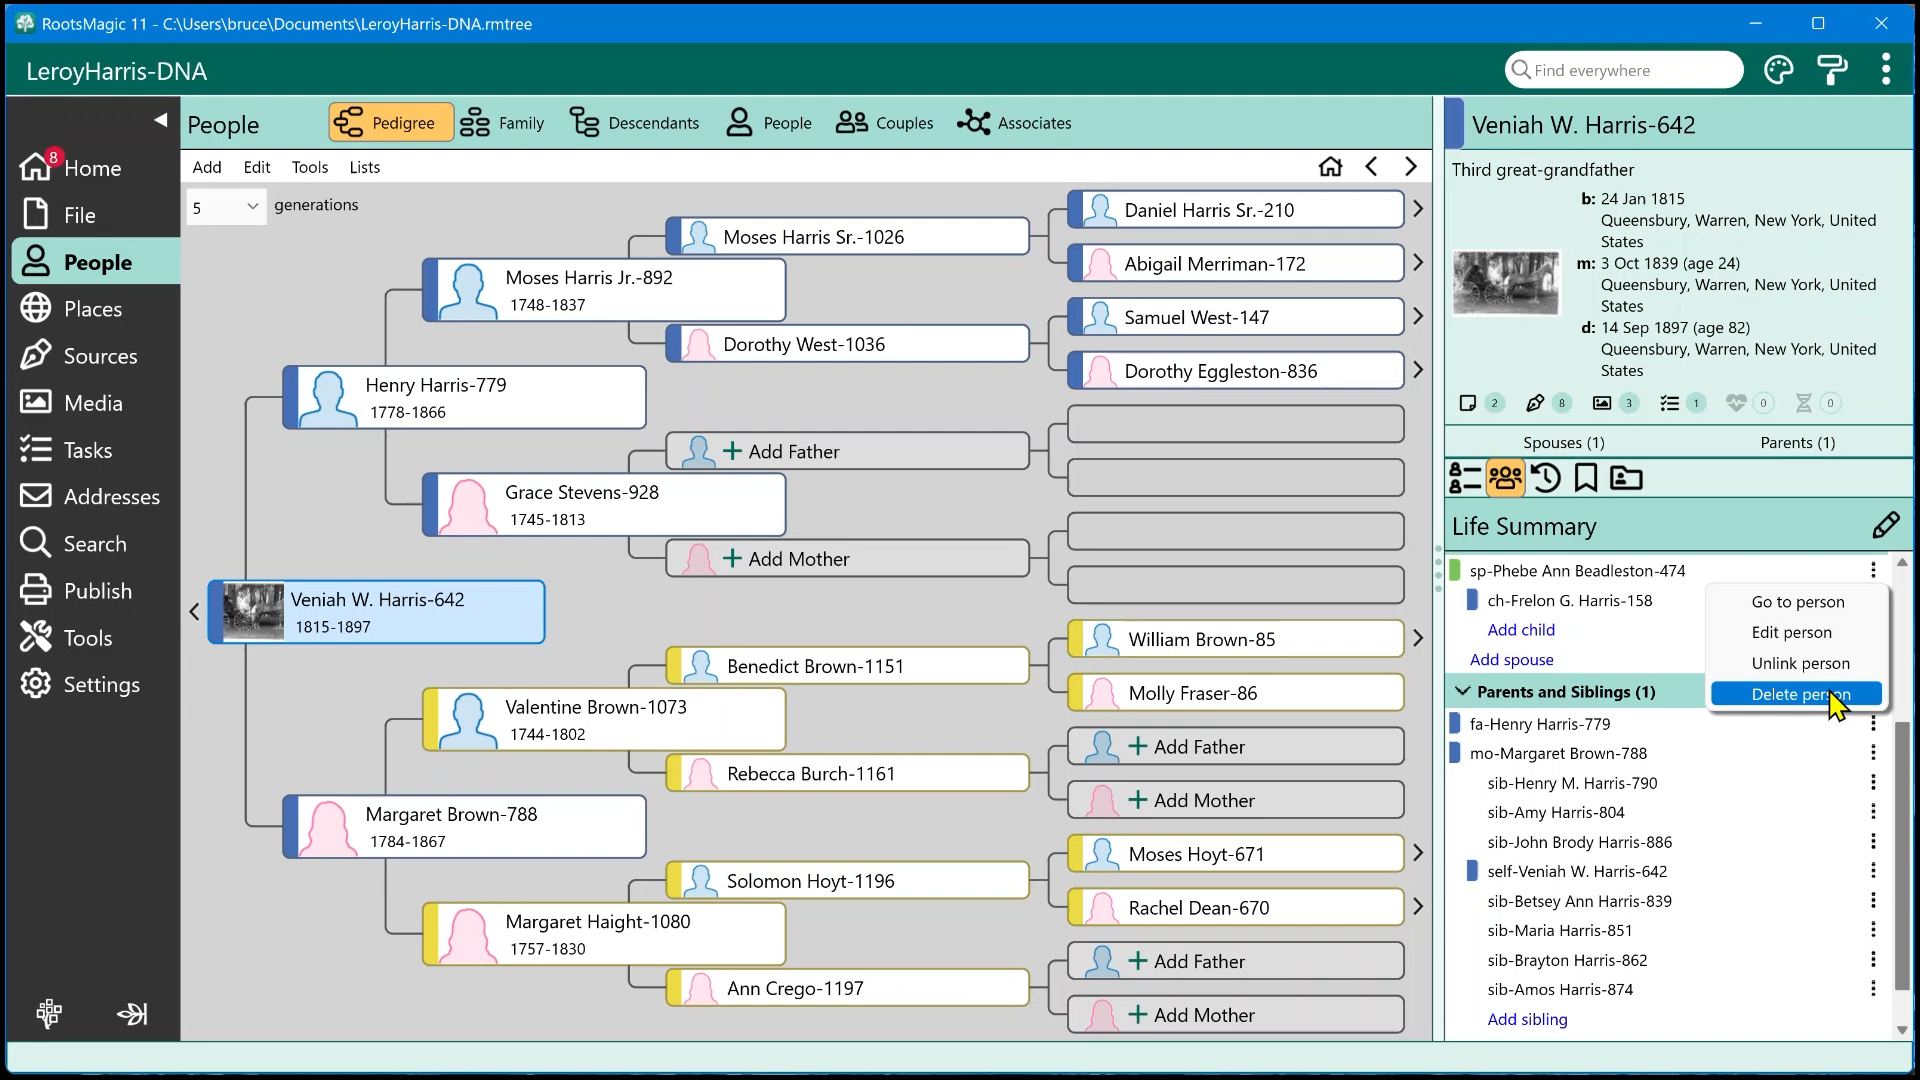 RootsMagic 11 - C:\Users\bruce\Documents\LeroyHarris-DNA.rmtree
LeroyHarris-DNA
Find everywhere
8
Home
File
People
Places
Sources
Media
Tasks
Addresses
Search
Publish
Tools
Settings
People
Pedigree
Family
Descendants
People
Couples
Associates
Add Edit Tools Lists
5 generations
Veniah W. Harris-642
1815-1897
Henry Harris-779
1778-1866
Margaret Brown-788
1784-1867
Moses Harris Jr.-892
1748-1837
Grace Stevens-928
1745-1813
Valentine Brown-1073
1744-1802
Margaret Haight-1080
1757-1830
Moses Harris Sr.-1026
Dorothy West-1036
+ Add Father
+ Add Mother
Benedict Brown-1151
Rebecca Burch-1161
Solomon Hoyt-1196
Ann Crego-1197
Daniel Harris Sr.-210
Abigail Merriman-172
Samuel West-147
Dorothy Eggleston-836
William Brown-85
Molly Fraser-86
+ Add Father
+ Add Mother
Moses Hoyt-671
Rachel Dean-670
+ Add Father
+ Add Mother
Veniah W. Harris-642
Third great-grandfather
b: 24 Jan 1815
Queensbury, Warren, New York, United
States
m: 3 Oct 1839 (age 24)
Queensbury, Warren, New York, United
States
d: 14 Sep 1897 (age 82)
Queensbury, Warren, New York, United
States
2 8 3 1 0 0
Spouses (1) Parents (1)
Life Summary
sp-Phebe Ann Beadleston-474
ch-Frelon G. Harris-158
Add child
Add spouse
Go to person
Edit person
Unlink person
Delete person
Parents and Siblings (1)
fa-Henry Harris-779
mo-Margaret Brown-788
sib-Henry M. Harris-790
sib-Amy Harris-804
sib-John Brody Harris-886
self-Veniah W. Harris-642
sib-Betsey Ann Harris-839
sib-Maria Harris-851
sib-Brayton Harris-862
sib-Amos Harris-874
Add sibling